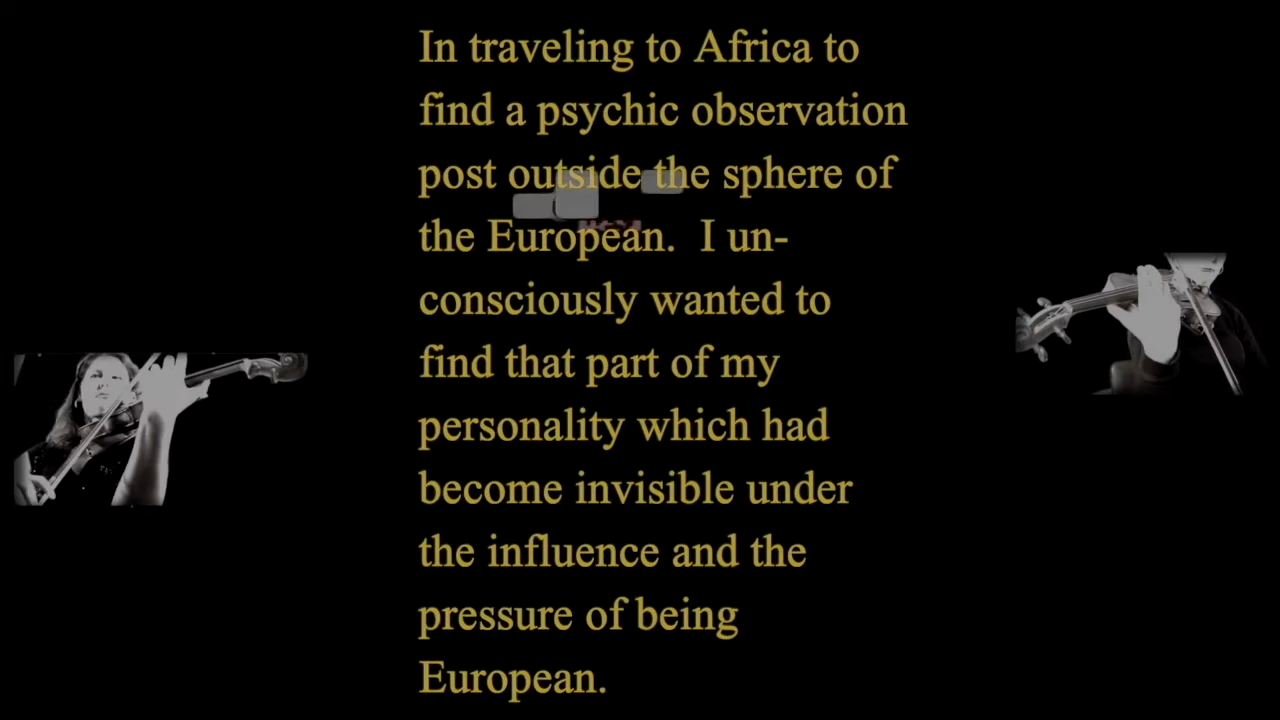 In traveling to Africa to
find a psychic observation
post outside the sphere of
the European.  I un-
consciously wanted to
find that part of my
personality which had
become invisible under
the influence and the
pressure of being
European.